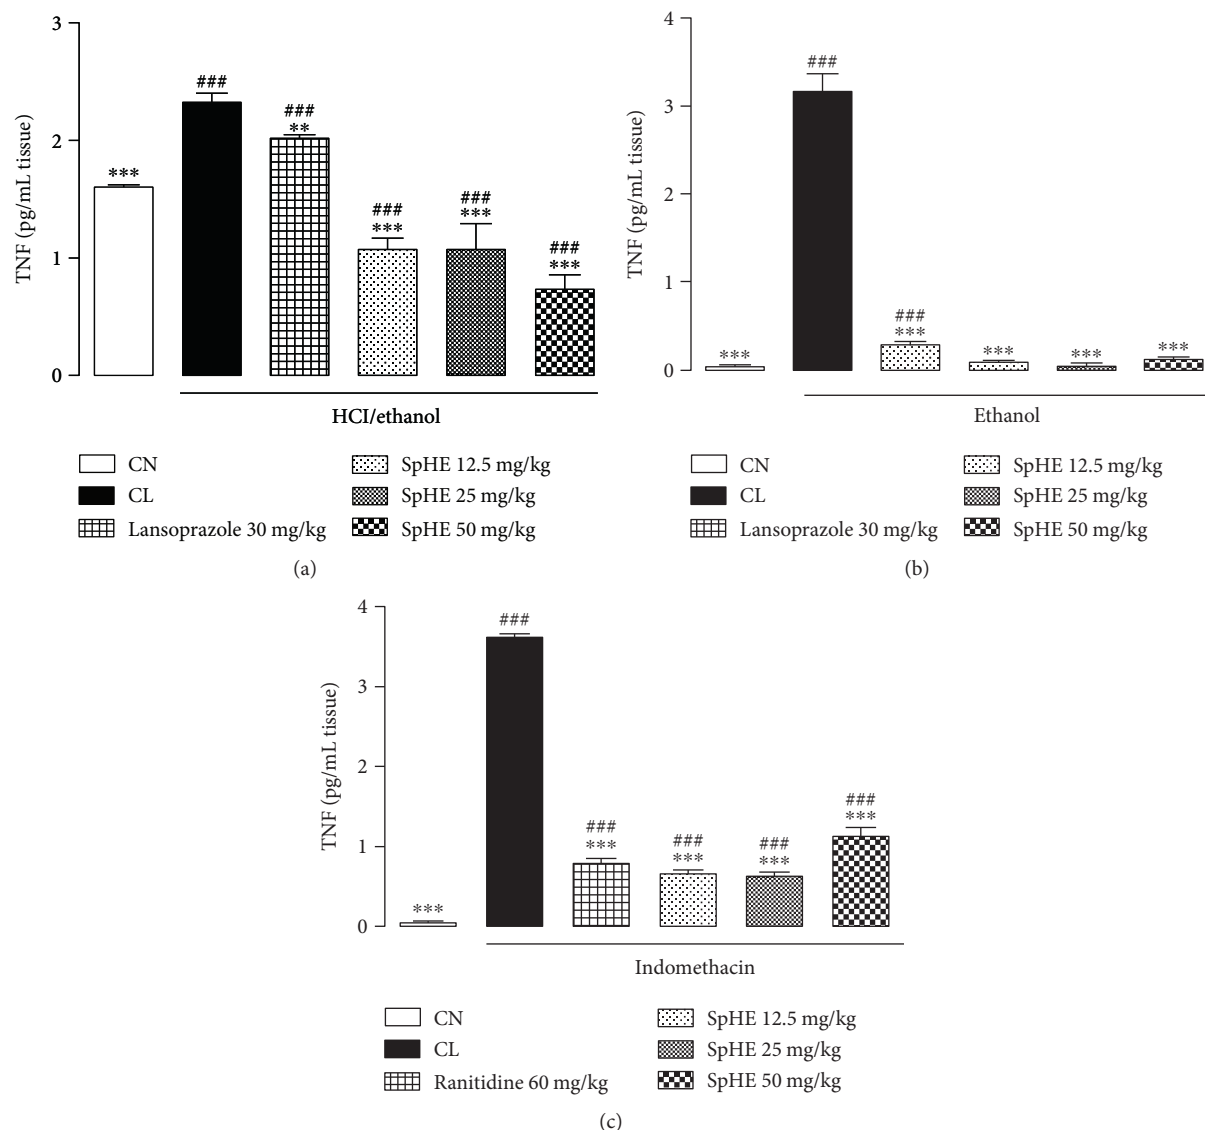 3
2
1
0
TNF (pg/mL tissue)
***
###
###
**
###
***
###
***
###
***
HCI/ethanol
CN
CL
Lansoprazole 30 mg/kg
SpHE 12.5 mg/kg
SpHE 25 mg/kg
SpHE 50 mg/kg
(a)
4
3
2
1
0
TNF (pg/mL tissue)
***
###
###
***
***
***
***
Ethanol
CN
CL
Lansoprazole 30 mg/kg
SpHE 12.5 mg/kg
SpHE 25 mg/kg
SpHE 50 mg/kg
(b)
4
3
2
1
0
TNF (pg/mL tissue)
***
###
###
***
###
***
###
***
###
***
Indomethacin
CN
CL
Ranitidine 60 mg/kg
SpHE 12.5 mg/kg
SpHE 25 mg/kg
SpHE 50 mg/kg
(c)